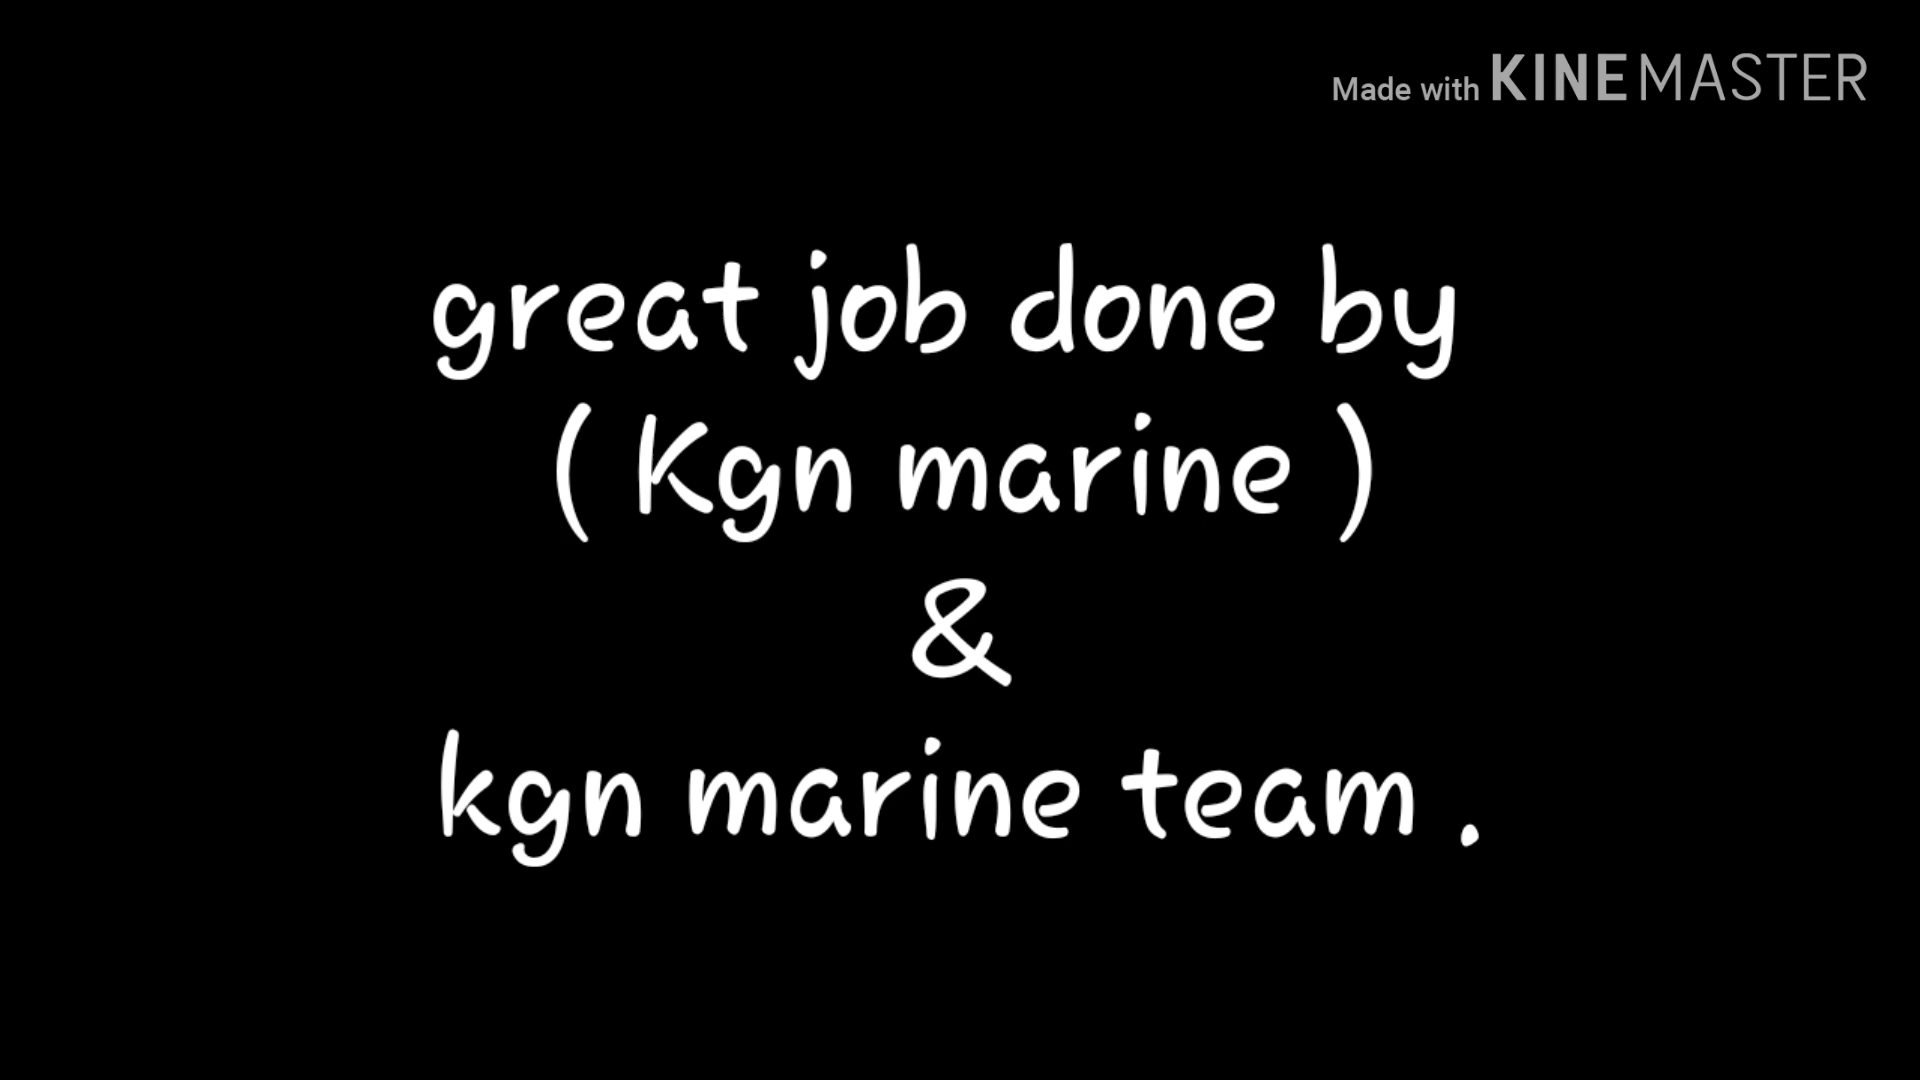 Made with KINEMASTER
great job done by
( Kgn marine )
&
kgn marine team .